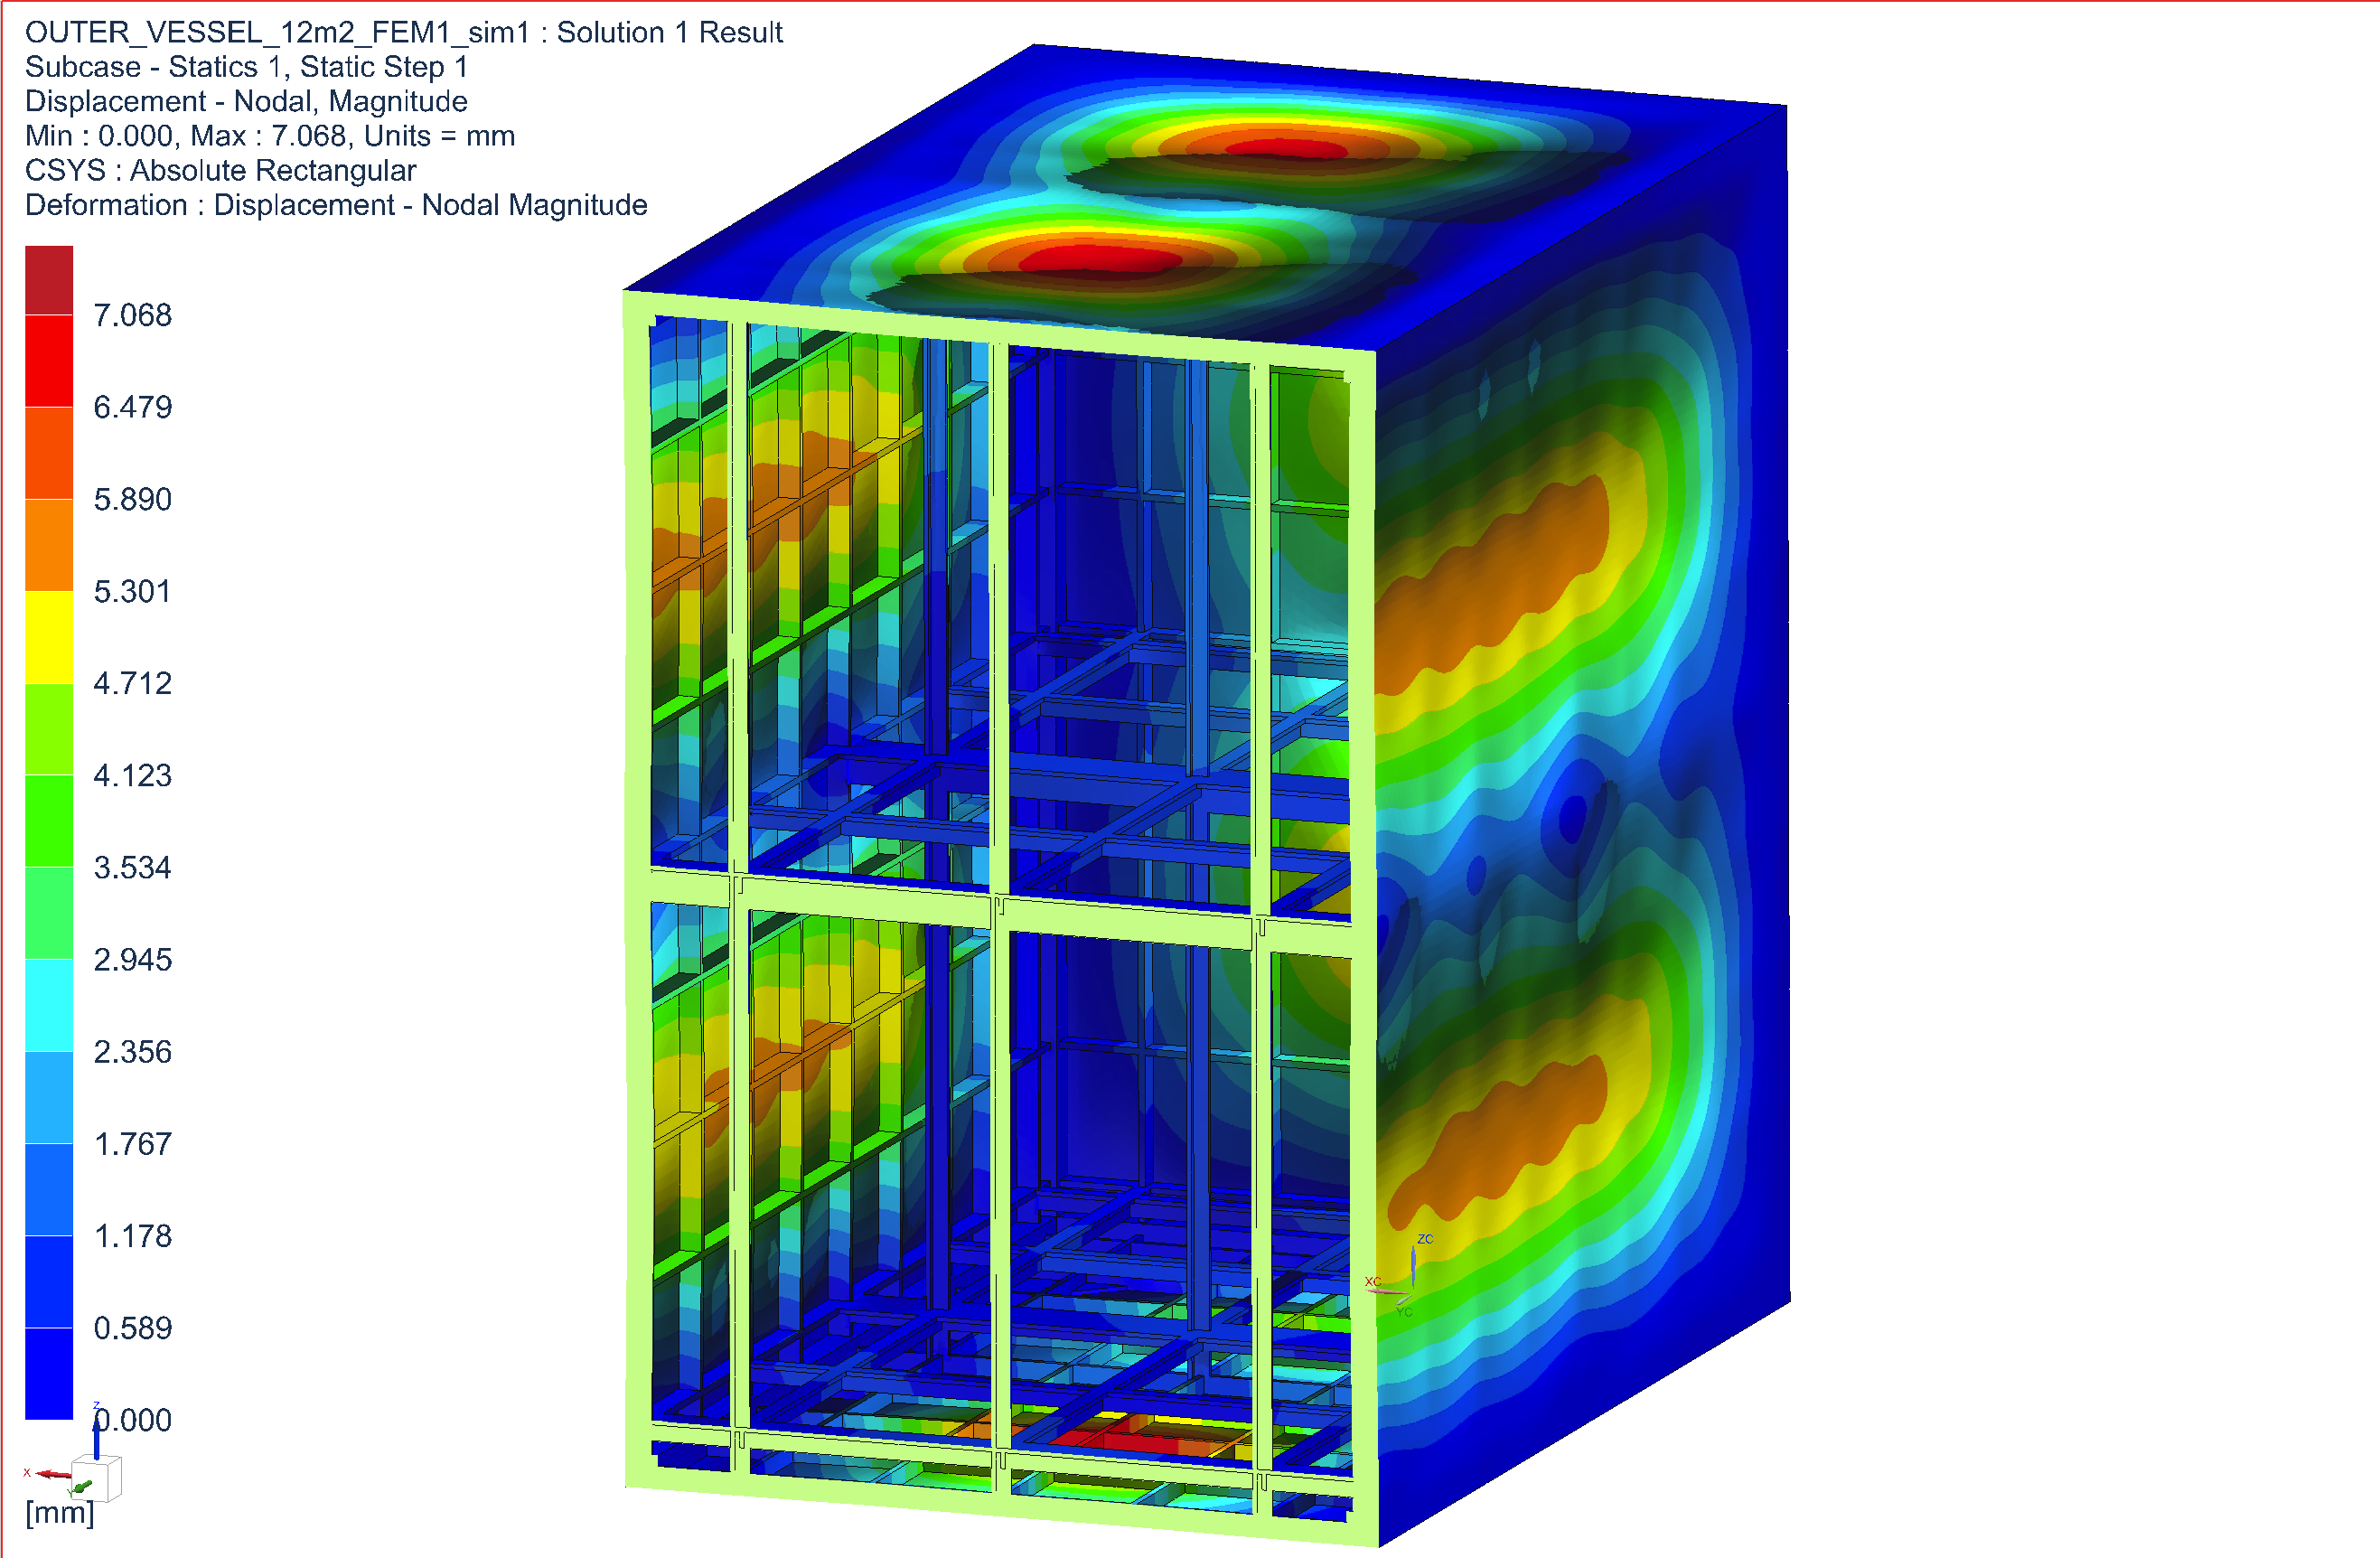 OUTER_VESSEL_12m2_FEM1_sim1 : Solution 1 Result
Subcase - Statics 1, Static Step 1
Displacement - Nodal, Magnitude
Min : 0.000, Max : 7.068, Units = mm
CSYS : Absolute Rectangular
Deformation : Displacement - Nodal Magnitude
7.068
6.479
5.890
5.301
4.712
4.123
3.534
2.945
2.356
1.767
1.178
0.589
0.000
ZC
XC
YC
Z
X
Y
[mm]